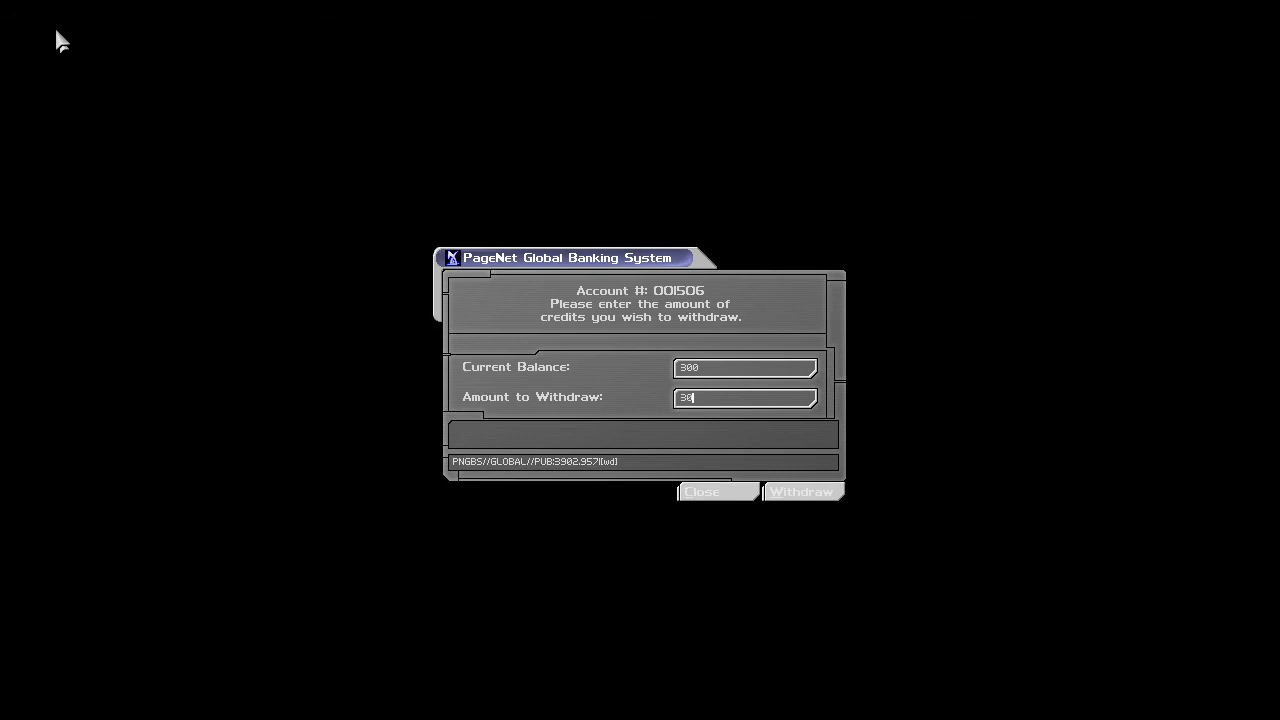 PageNet Global Banking System
Account #: 001506
Please enter the amount of
credits you wish to withdraw.
Current Balance: 300
Amount to Withdraw: 30
PNGBS//GLOBAL//PUB:3902.9571[wd]
Close Withdraw